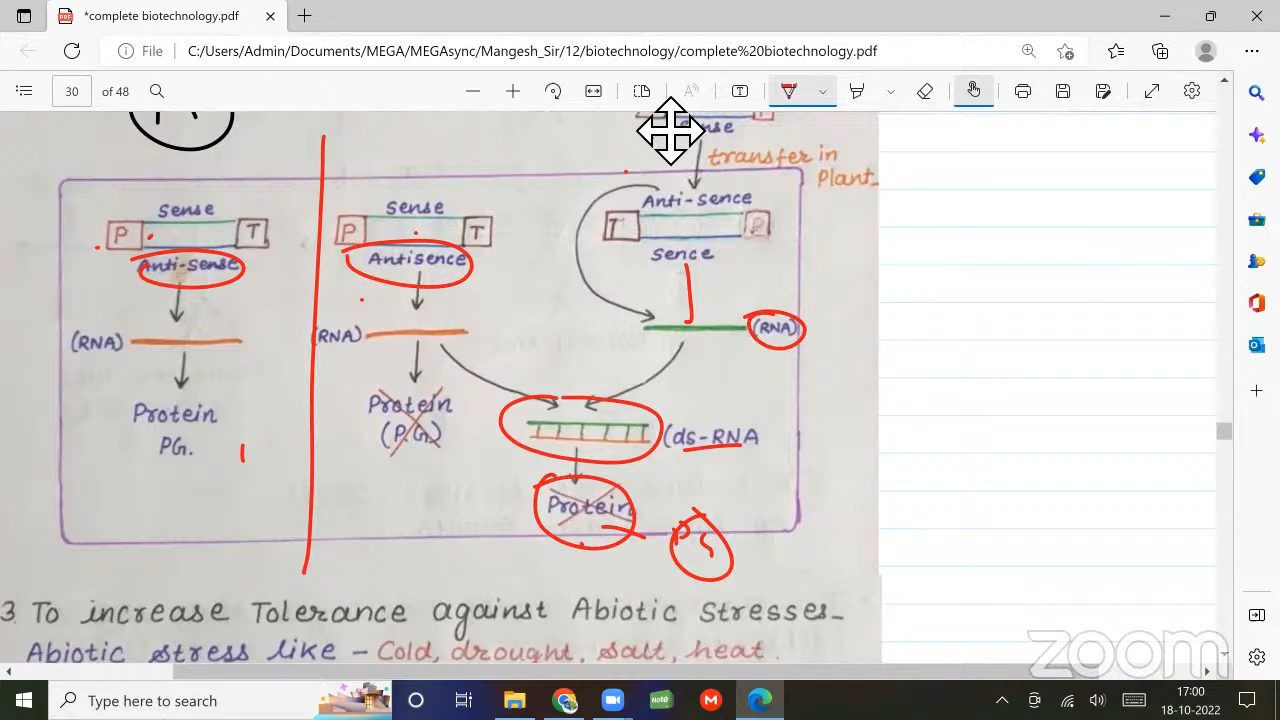 *complete biotechnology.pdf
File
C:/Users/Admin/Documents/MEGA/MEGAsync/Mangesh_Sir/12/biotechnology/complete%20biotechnology.pdf
30 of 48
transfer in
Plant
Sense
P T
Anti-sense
(RNA)
Protein
PG.
Sense
P T
Antisence
(RNA)
Protein
(P.G.)
Anti-sence
T P
Sence
(RNA)
(ds-RNA
Protein
3. To increase Tolerance against Abiotic Stresses-
Abiotic stress like - Cold, drought, salt, heat.
zoom
Type here to search
Note
17:00
18-10-2022